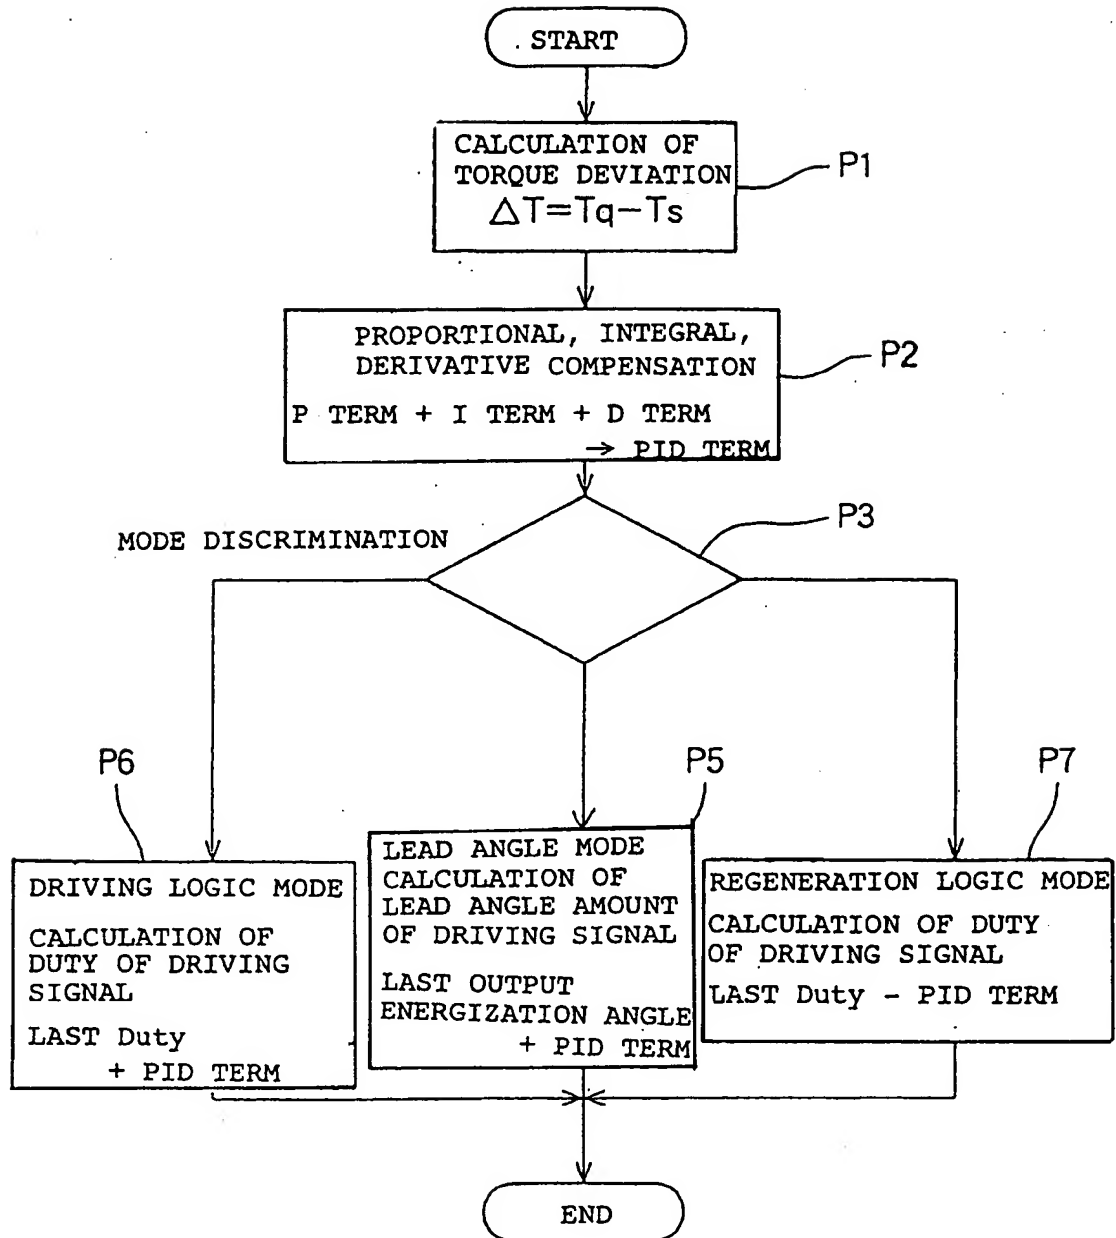 START
CALCULATION OF
TORQUE DEVIATION
△T=Tq−Ts
P1
PROPORTIONAL, INTEGRAL,
DERIVATIVE COMPENSATION
P TERM + I TERM + D TERM
→ PID TERM
P2
MODE DISCRIMINATION
P3
P6
DRIVING LOGIC MODE
CALCULATION OF
DUTY OF DRIVING
SIGNAL
LAST Duty
+ PID TERM
P5
LEAD ANGLE MODE
CALCULATION OF
LEAD ANGLE AMOUNT
OF DRIVING SIGNAL
LAST OUTPUT
ENERGIZATION ANGLE
+ PID TERM
P7
REGENERATION LOGIC MODE
CALCULATION OF DUTY
OF DRIVING SIGNAL
LAST Duty - PID TERM
END